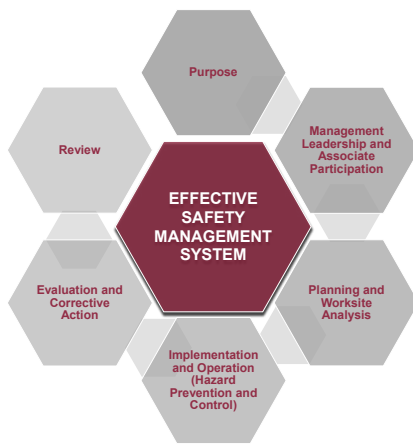 Purpose
Management
Leadership and
Associate
Participation
Review
EFFECTIVE
SAFETY
MANAGEMENT
SYSTEM
Planning and
Worksite
Analysis
Evaluation and
Corrective
Action
Implementation
and Operation
(Hazard
Prevention and
Control)